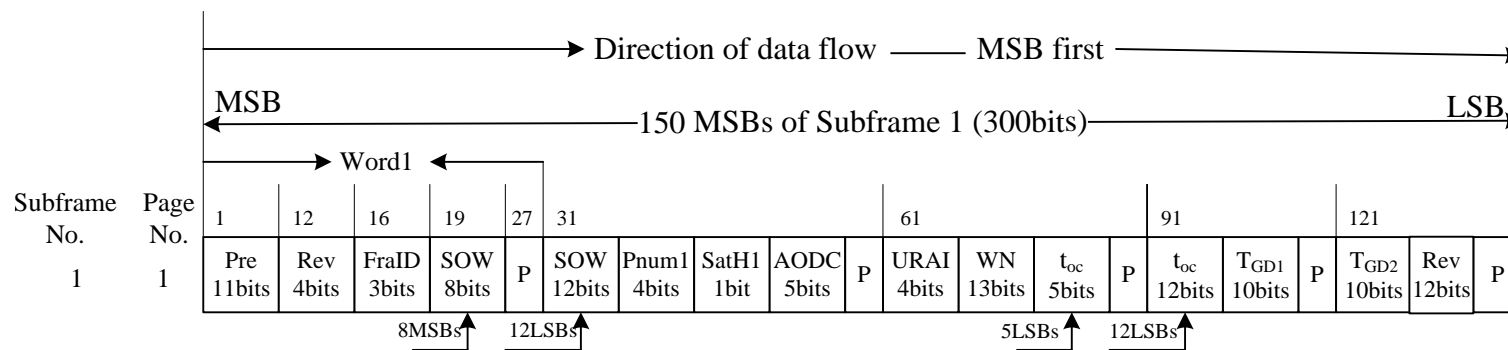 Direction of data flow MSB first
MSB LSB
150 MSBs of Subframe 1 (300bits)
Word1
Subframe No. Page No.
1 12 16 19 27 31 61 91 121
1 1
Pre 11bits Rev 4bits FraID 3bits SOW 8bits P SOW 12bits Pnum1 4bits SatH1 1bit AODC 5bits P URAI 4bits WN 13bits toc 5bits P toc 12bits TGD1 10bits P TGD2 10bits Rev 12bits P
8MSBs 12LSBs 5LSBs 12LSBs